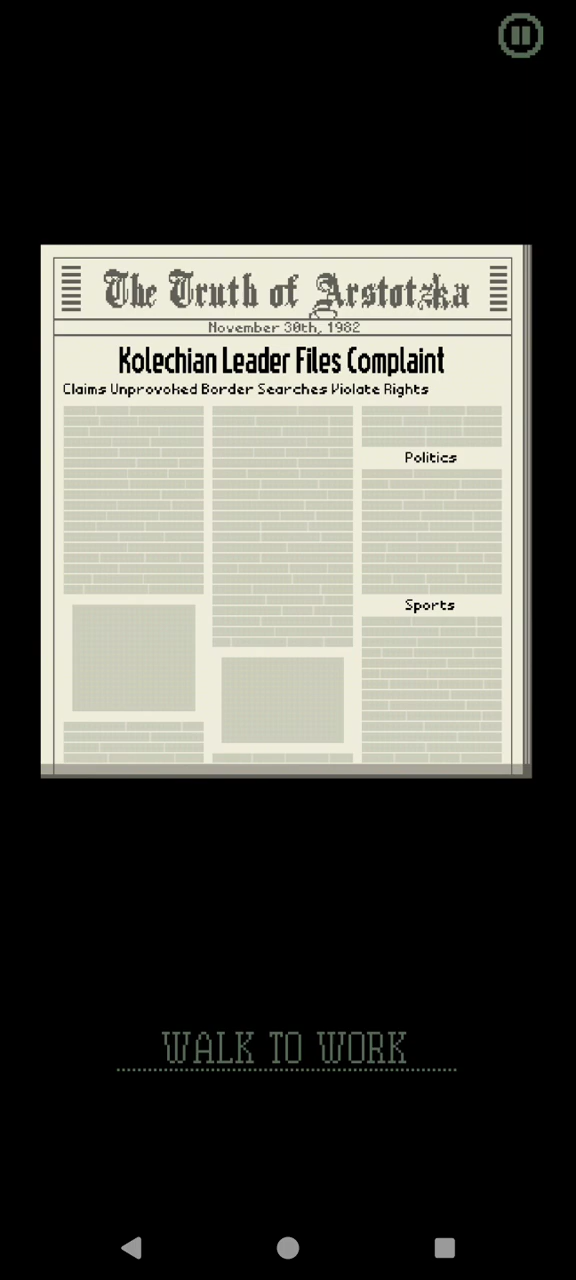 The Truth of Arstotzka
November 30th, 1982
Kolechian Leader Files Complaint
Claims Unprovoked Border Searches Violate Rights
Politics
Sports
WALK TO WORK